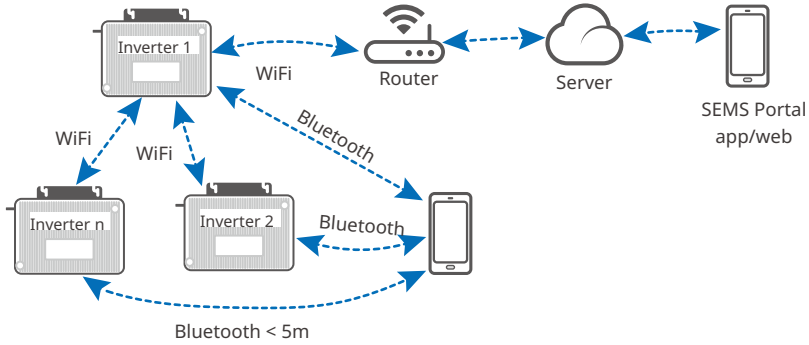 Inverter 1
WiFi
Router
Server
SEMS Portal
app/web
WiFi
WiFi
Bluetooth
Inverter n
Inverter 2
Bluetooth
Bluetooth < 5m